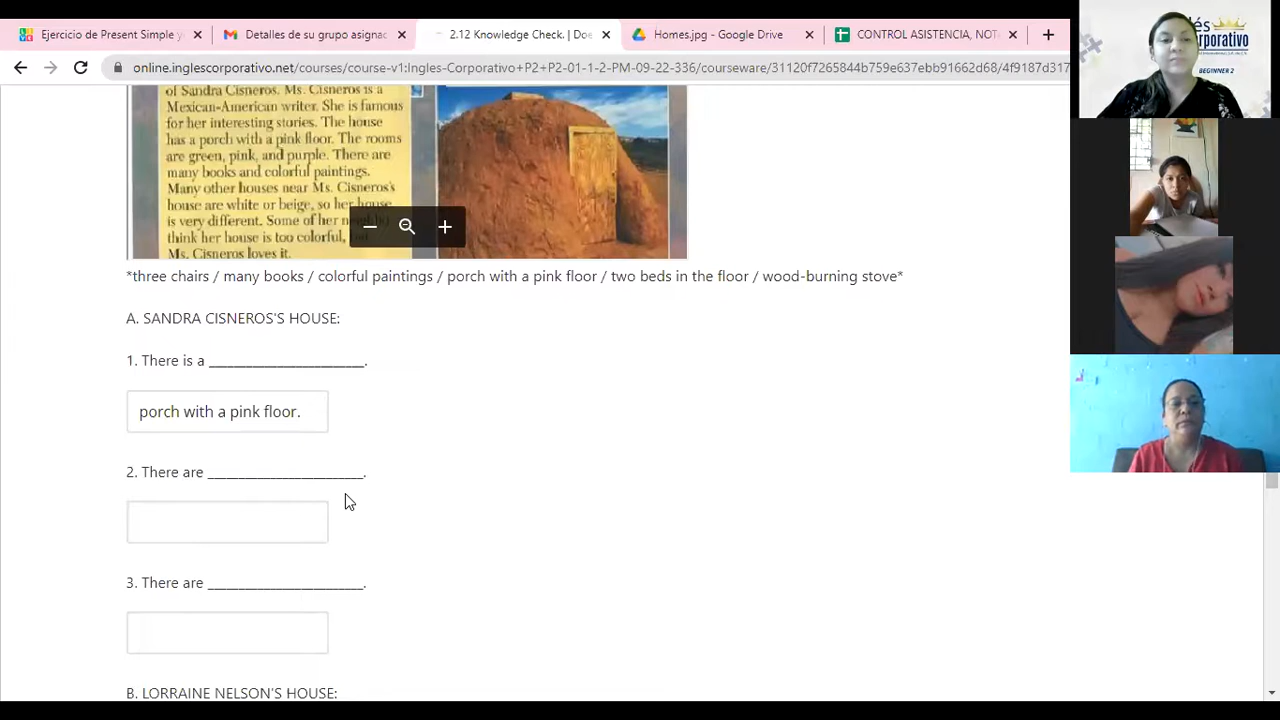 Ejercicio de Present Simple y
Detalles de su grupo asignac
2.12 Knowledge Check. | Doe
Homes.jpg - Google Drive
CONTROL ASISTENCIA, NOT
online.inglescorporativo.net/courses/course-v1:Ingles-Corporativo+P2+P2-01-1-2-PM-09-22-336/courseware/31120f7265844b759e637ebb91662d68/4f9187d317
BEGINNER 2
of Sandra Cisneros. Ms. Cisneros is a
Mexican-American writer. She is famous
for her interesting stories. The house
has a porch with a pink floor. The rooms
are green, pink, and purple. There are
many books and colorful paintings.
Many other houses near Ms. Cisneros's
house are white or beige, so her house
is very different. Some of her
think her house is too colorful,
Ms. Cisneros loves it.
*three chairs / many books / colorful paintings / porch with a pink floor / two beds in the floor / wood-burning stove*
A. SANDRA CISNEROS'S HOUSE:
1. There is a ________________________.
porch with a pink floor.
2. There are ________________________.
3. There are ________________________.
B. LORRAINE NELSON'S HOUSE: